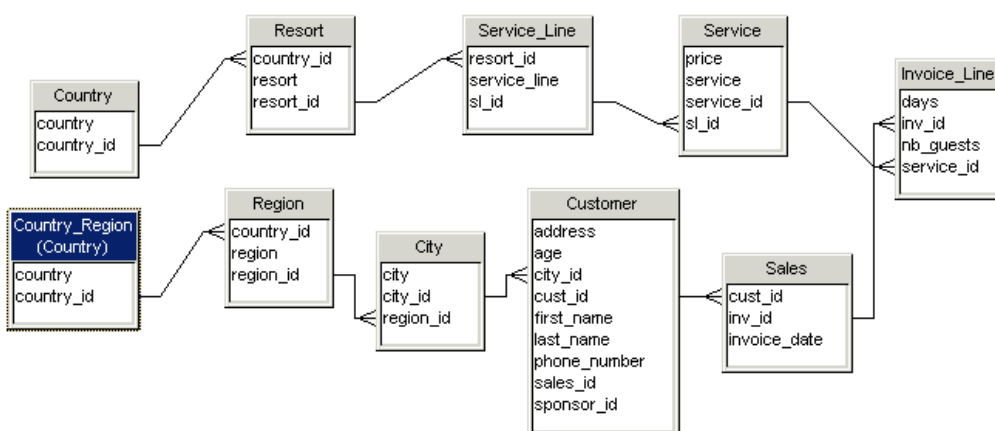 Country
country
country_id
Resort
country_id
resort
resort_id
Service_Line
resort_id
service_line
sl_id
Service
price
service
service_id
sl_id
Invoice_Line
days
inv_id
nb_guests
service_id
Country_Region
(Country)
country
country_id
Region
country_id
region
region_id
City
city
city_id
region_id
Customer
address
age
city_id
cust_id
first_name
last_name
phone_number
sales_id
sponsor_id
Sales
cust_id
inv_id
invoice_date